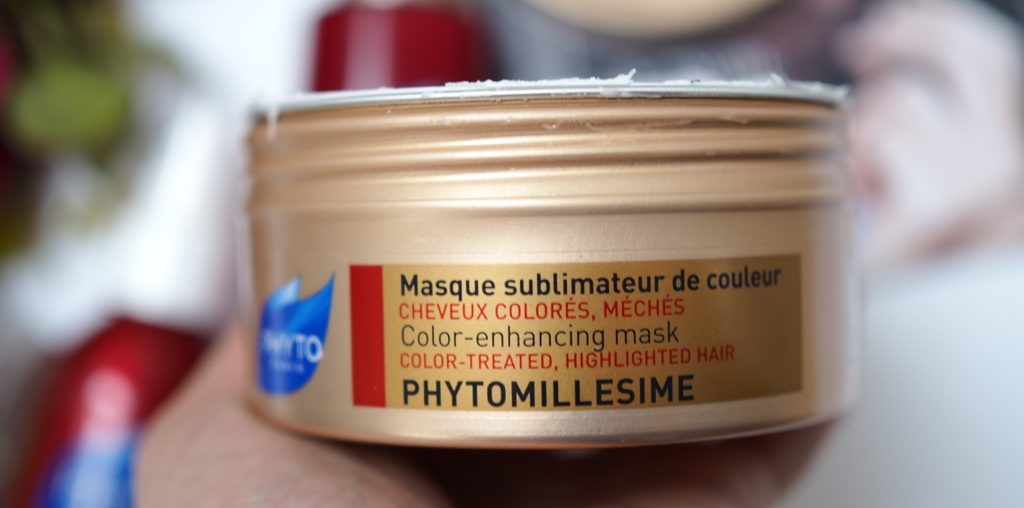 PHYTO
Masque sublimateur de couleur
CHEVEUX COLORÉS, MÉCHÉS
Color-enhancing mask
COLOR-TREATED, HIGHLIGHTED HAIR
PHYTOMILLESIME